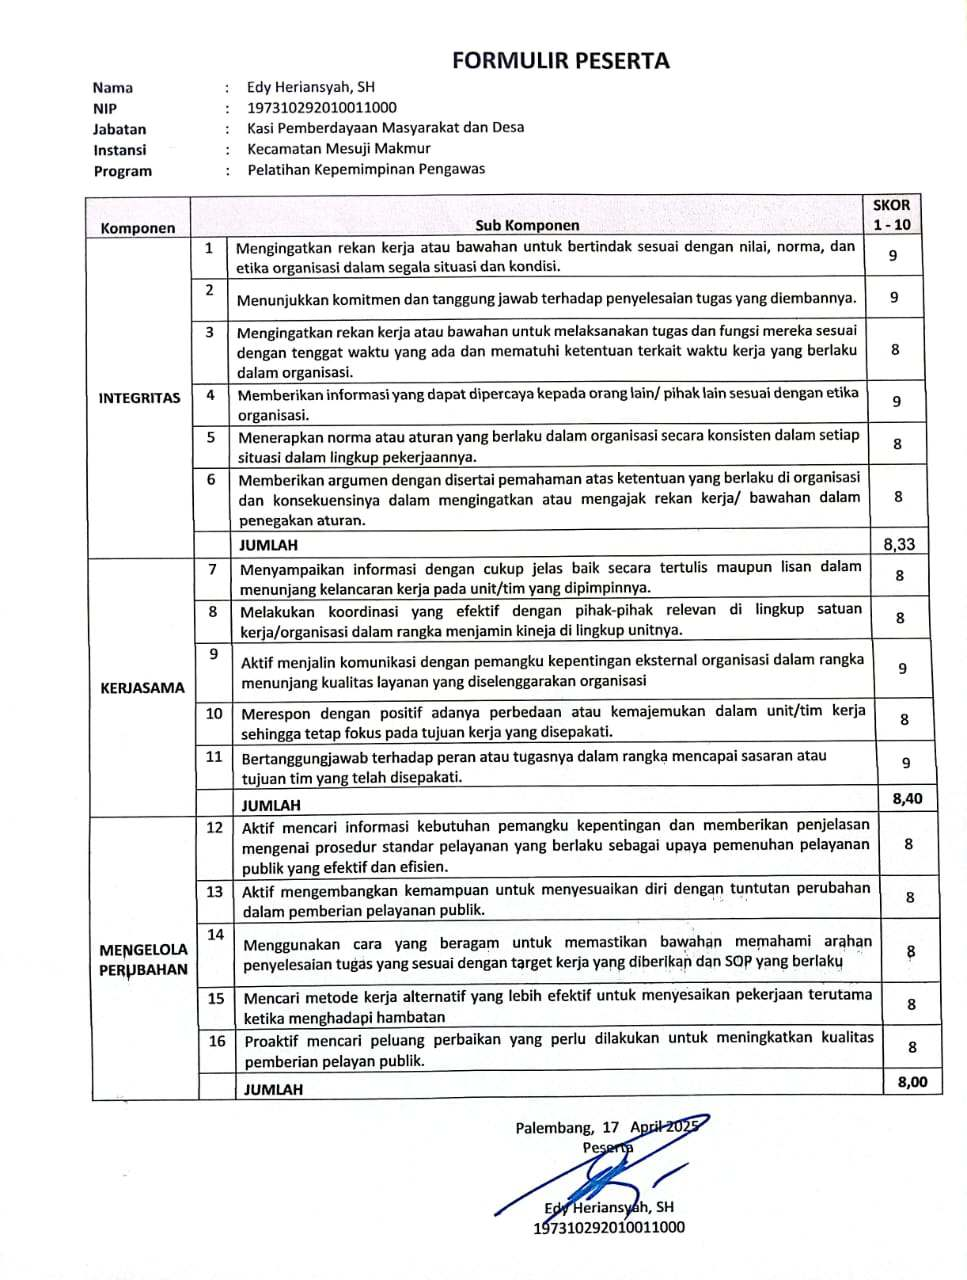 FORMULIR PESERTA
Nama : Edy Heriansyah, SH
NIP : 197310292010011000
Jabatan : Kasi Pemberdayaan Masyarakat dan Desa
Instansi : Kecamatan Mesuji Makmur
Program : Pelatihan Kepemimpinan Pengawas
Komponen Sub Komponen SKOR
1 - 10
INTEGRITAS
1 Mengingatkan rekan kerja atau bawahan untuk bertindak sesuai dengan nilai, norma, dan
etika organisasi dalam segala situasi dan kondisi. 9
2 Menunjukkan komitmen dan tanggung jawab terhadap penyelesaian tugas yang diembannya. 9
3 Mengingatkan rekan kerja atau bawahan untuk melaksanakan tugas dan fungsi mereka sesuai
dengan tenggat waktu yang ada dan mematuhi ketentuan terkait waktu kerja yang berlaku 8
dalam organisasi.
4 Memberikan informasi yang dapat dipercaya kepada orang lain/ pihak lain sesuai dengan etika
organisasi. 9
5 Menerapkan norma atau aturan yang berlaku dalam organisasi secara konsisten dalam setiap
situasi dalam lingkup pekerjaannya. 8
6 Memberikan argumen dengan disertai pemahaman atas ketentuan yang berlaku di organisasi
dan konsekuensinya dalam mengingatkan atau mengajak rekan kerja/ bawahan dalam 8
penegakan aturan.
JUMLAH 8,33
KERJASAMA
7 Menyampaikan informasi dengan cukup jelas baik secara tertulis maupun lisan dalam
menunjang kelancaran kerja pada unit/tim yang dipimpinnya. 8
8 Melakukan koordinasi yang efektif dengan pihak-pihak relevan di lingkup satuan
kerja/organisasi dalam rangka menjamin kineja di lingkup unitnya. 8
9 Aktif menjalin komunikasi dengan pemangku kepentingan eksternal organisasi dalam rangka
menunjang kualitas layanan yang diselenggarakan organisasi 9
10 Merespon dengan positif adanya perbedaan atau kemajemukan dalam unit/tim kerja
sehingga tetap fokus pada tujuan kerja yang disepakati. 8
11 Bertanggungjawab terhadap peran atau tugasnya dalam rangka mencapai sasaran atau
tujuan tim yang telah disepakati. 9
JUMLAH 8,40
MENGELOLA
PERUBAHAN
12 Aktif mencari informasi kebutuhan pemangku kepentingan dan memberikan penjelasan
mengenai prosedur standar pelayanan yang berlaku sebagai upaya pemenuhan pelayanan 8
publik yang efektif dan efisien.
13 Aktif mengembangkan kemampuan untuk menyesuaikan diri dengan tuntutan perubahan
dalam pemberian pelayanan publik. 8
14 Menggunakan cara yang beragam untuk memastikan bawahan memahami arahan
penyelesaian tugas yang sesuai dengan target kerja yang diberikan dan SOP yang berlaku 8
15 Mencari metode kerja alternatif yang lebih efektif untuk menyesaikan pekerjaan terutama
ketika menghadapi hambatan 8
16 Proaktif mencari peluang perbaikan yang perlu dilakukan untuk meningkatkan kualitas
pemberian pelayan publik. 8
JUMLAH 8,00
Palembang, 17 April 2025
Peserta
Edy Heriansyah, SH
197310292010011000